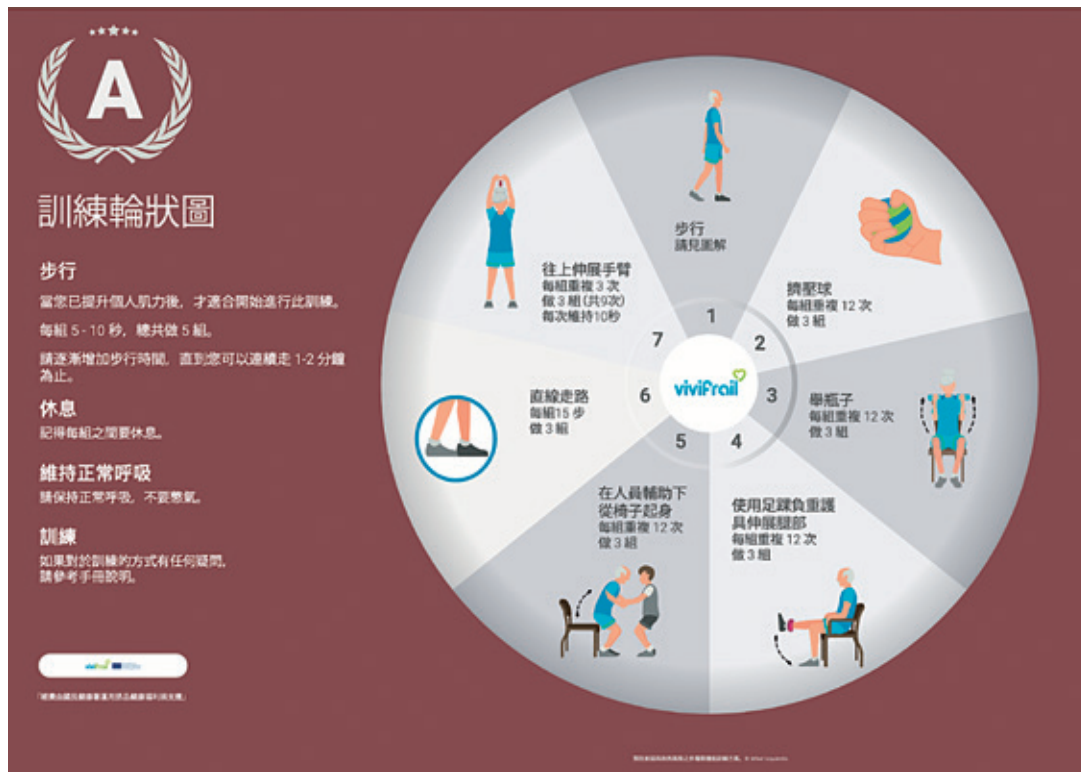 A
訓練輪狀圖
步行
當您已提升個人肌力後，才適合開始進行此訓練。
每組 5 - 10 秒，總共做 5 組。
請逐漸增加步行時間，直到您可以連續走 1-2 分鐘
為止。
休息
記得每組之間要休息。
維持正常呼吸
請保持正常呼吸，不要憋氣。
訓練
如果對於訓練的方式有任何疑問，
請參考手冊說明。
步行
請見圖解
1
擠壓球
每組重複 12 次
做 3 組
2
舉瓶子
每組重複 12 次
做 3 組
3
使用足踝負重護
具伸展腿部
每組重複 12 次
做 3 組
4
在人員輔助下
從椅子起身
每組重複 12 次
做 3 組
5
直線走路
每組15 步
做 3 組
6
往上伸展手臂
每組重複 3 次
做 3 組 (共9次)
每次維持10秒
7
vivifrail